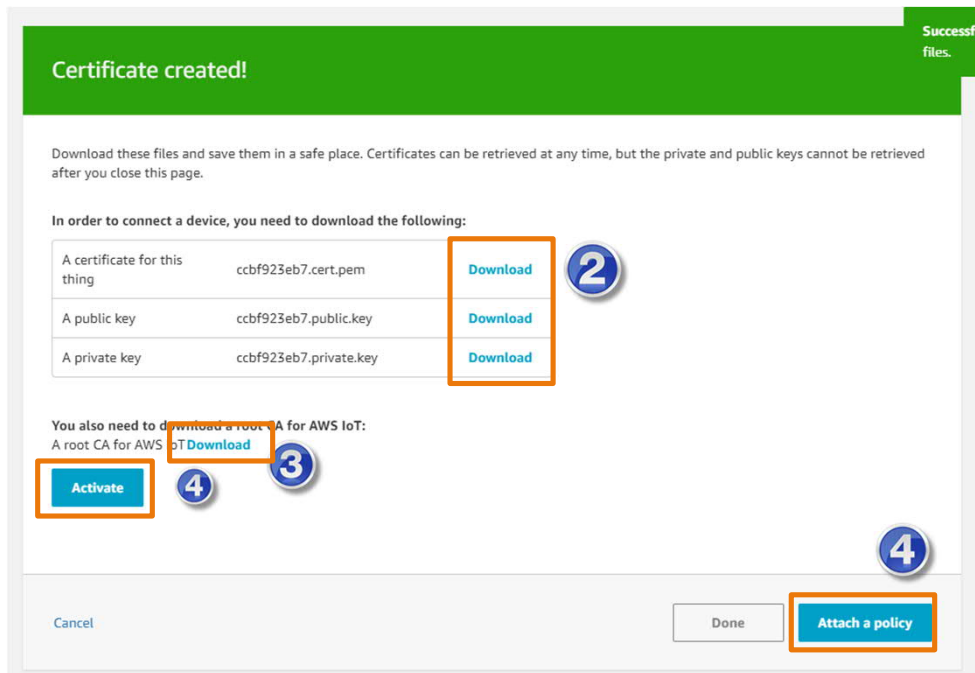 Successf
files.
Certificate created!
Download these files and save them in a safe place. Certificates can be retrieved at any time, but the private and public keys cannot be retrieved
after you close this page.
In order to connect a device, you need to download the following:
A certificate for this
thing
ccbf923eb7.cert.pem
Download
2
A public key
ccbf923eb7.public.key
Download
A private key
ccbf923eb7.private.key
Download
You also need to download a root CA for AWS IoT:
A root CA for AWS IoT Download
3
Activate
4
4
Cancel
Done
Attach a policy